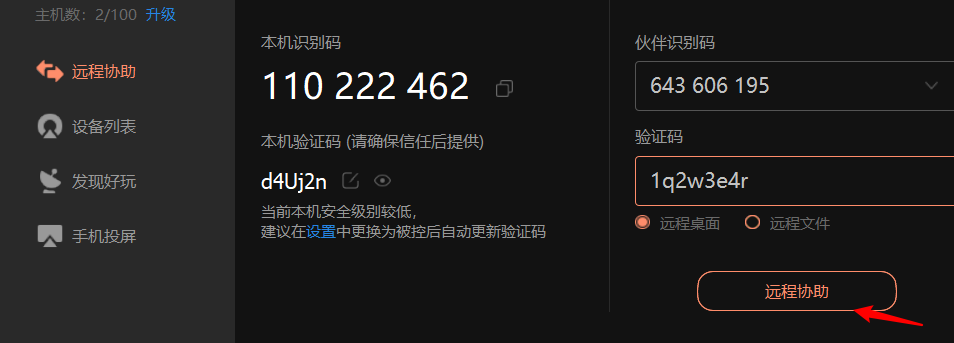 主机数：2/100 升级
远程协助
设备列表
发现好玩
手机投屏
本机识别码
110 222 462
本机验证码 (请确保信任后提供)
d4Uj2n
当前本机安全级别较低，
建议在设置中更换为被控后自动更新验证码
伙伴识别码
643 606 195
验证码
1q2w3e4r
远程桌面 远程文件
远程协助